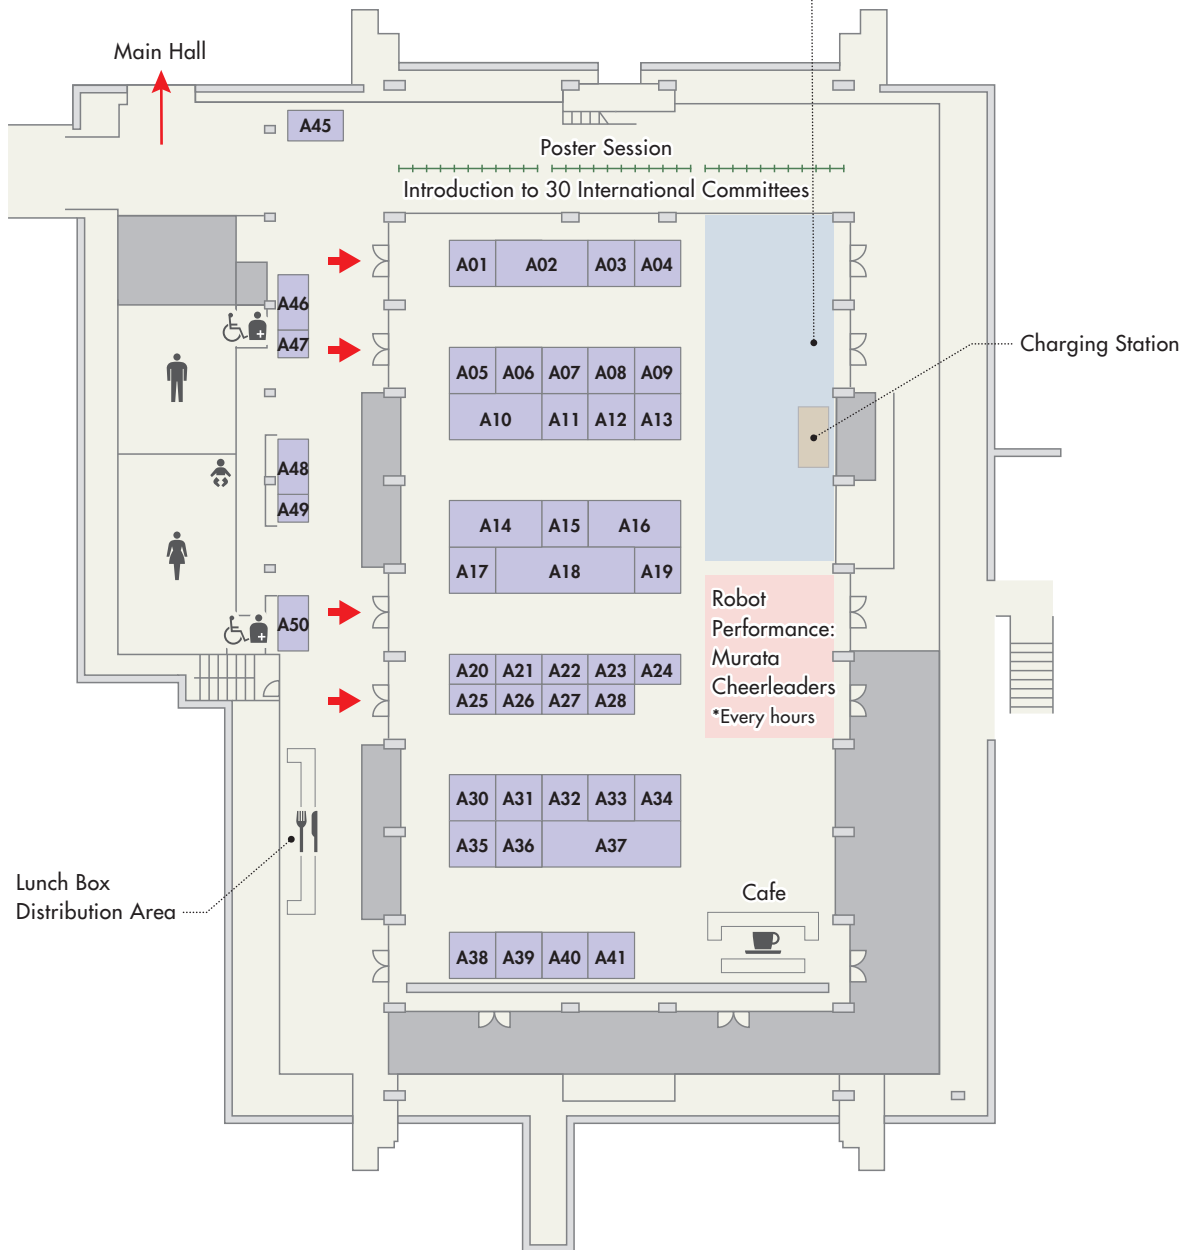 Main Hall
A45
Poster Session
Introduction to 30 International Committees
A01 A02 A03 A04
A46
A47
Charging Station
A05 A06 A07 A08 A09
A10 A11 A12 A13
A48
A49
A14 A15 A16
A17 A18 A19
A50
Robot
Performance:
Murata
Cheerleaders
*Every hours
A20 A21 A22 A23 A24
A25 A26 A27 A28
A30 A31 A32 A33 A34
A35 A36 A37
Lunch Box
Distribution Area
Cafe
A38 A39 A40 A41